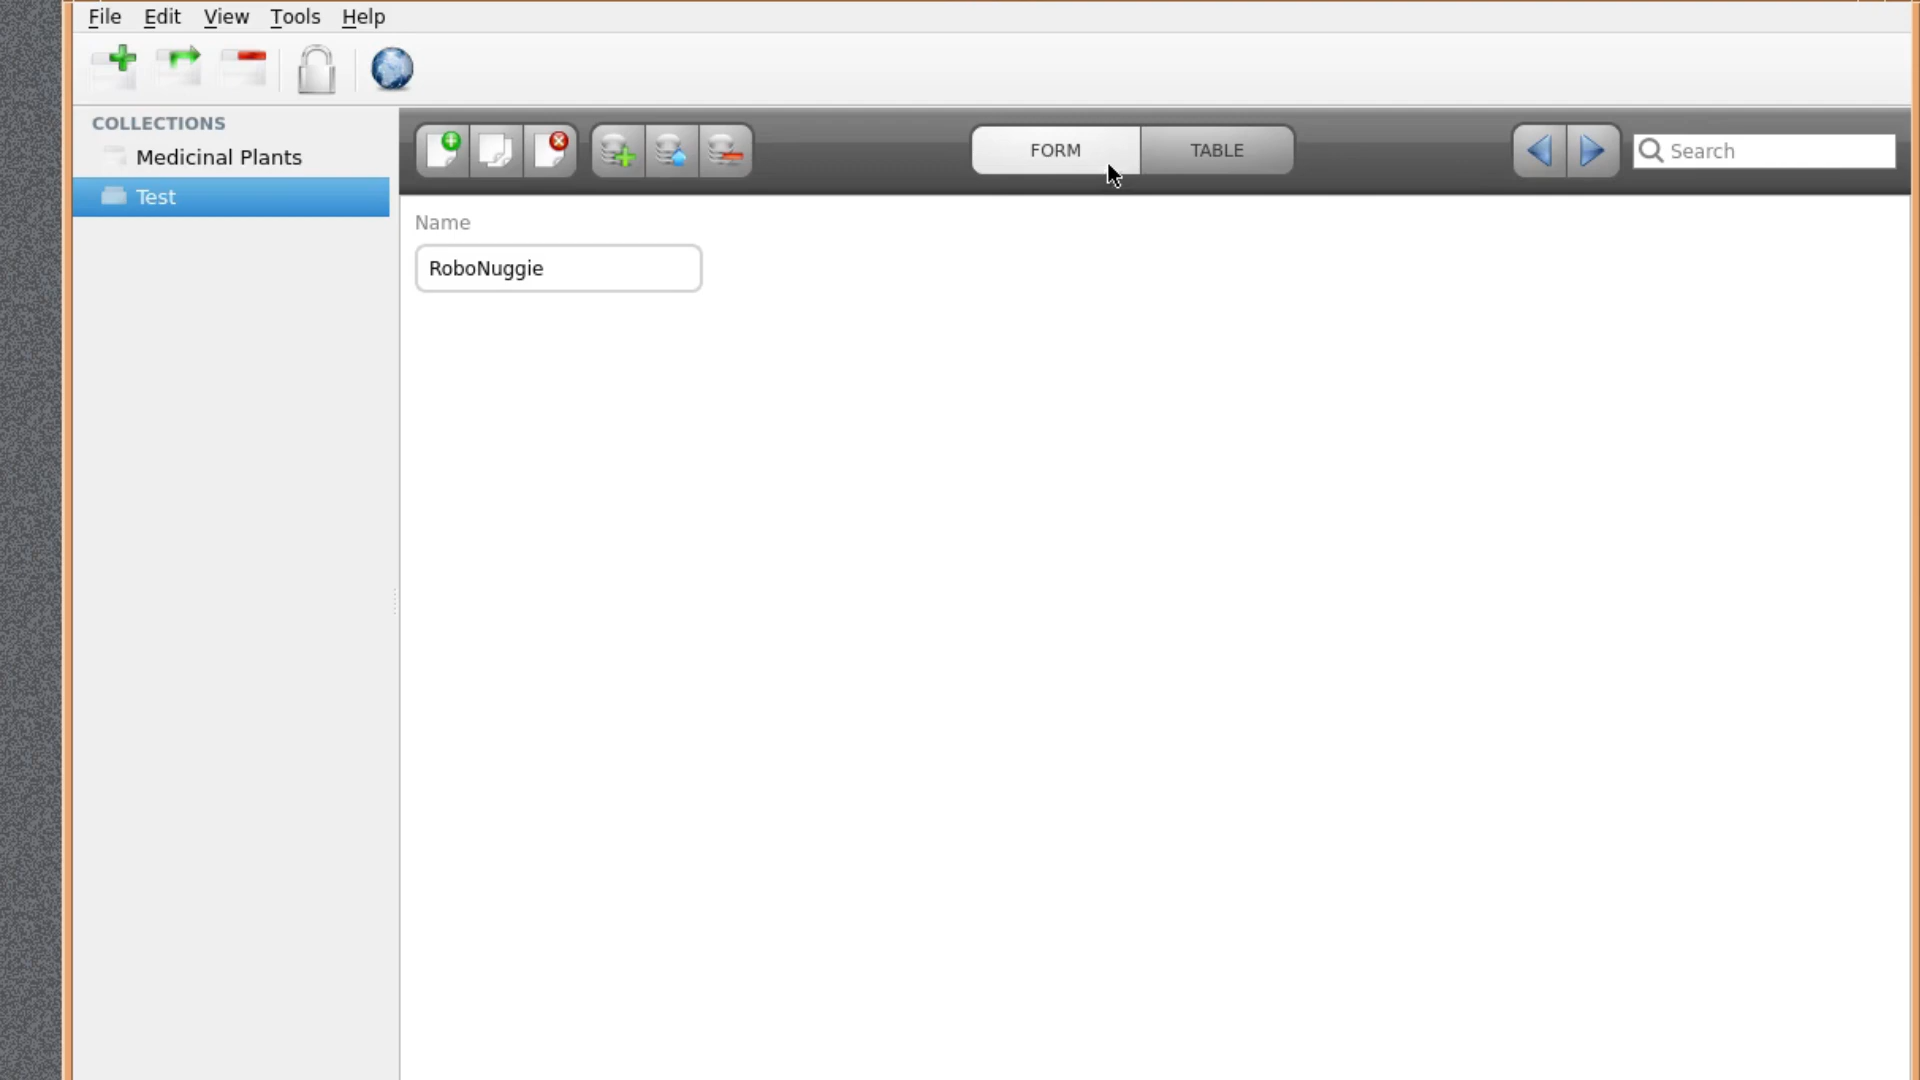 File Edit View Tools Help
COLLECTIONS
Medicinal Plants
Test
FORM TABLE
Search
Name
RoboNuggie